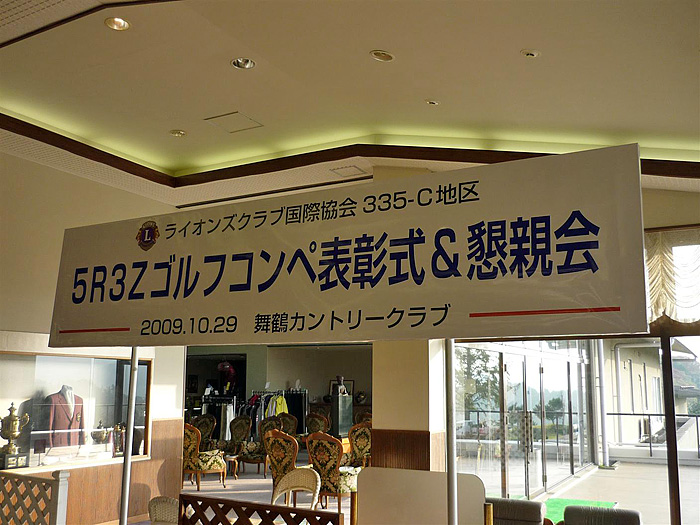 ライオンズクラブ国際協会 335-C地区
5R3Zゴルフコンペ表彰式＆懇親会
2009.10.29 舞鶴カントリークラブ